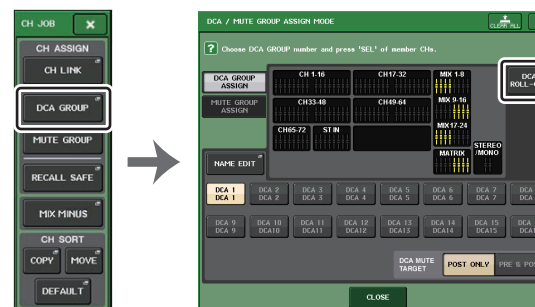 CH JOB
CH ASSIGN
CH LINK
DCA GROUP
MUTE GROUP
RECALL SAFE
MIX MINUS
CH SORT
COPY MOVE
DEFAULT
DCA / MUTE GROUP ASSIGN MODE
CLEAR ALL
? Choose DCA GROUP number and press 'SEL' of member CHs.
DCA GROUP ASSIGN
MUTE GROUP ASSIGN
NAME EDIT
CH 1-16 CH17-32 MIX 1-8
CH33-48 CH49-64 MIX 9-16
CH65-72 ST IN MIX17-24
MATRIX STEREO /MONO
DCA
DCA 1 DCA 2 DCA 3 DCA 4 DCA 5 DCA 6 DCA 7 DCA
DCA 1 DCA 2 DCA 3 DCA 4 DCA 5 DCA 6 DCA 7 DCA
DCA 9 DCA 10 DCA 11 DCA 12 DCA 13 DCA 14 DCA 15 DCA
DCA 9 DCA10 DCA11 DCA12 DCA13 DCA14 DCA15
DCA MUTE TARGET POST ONLY
CLOSE